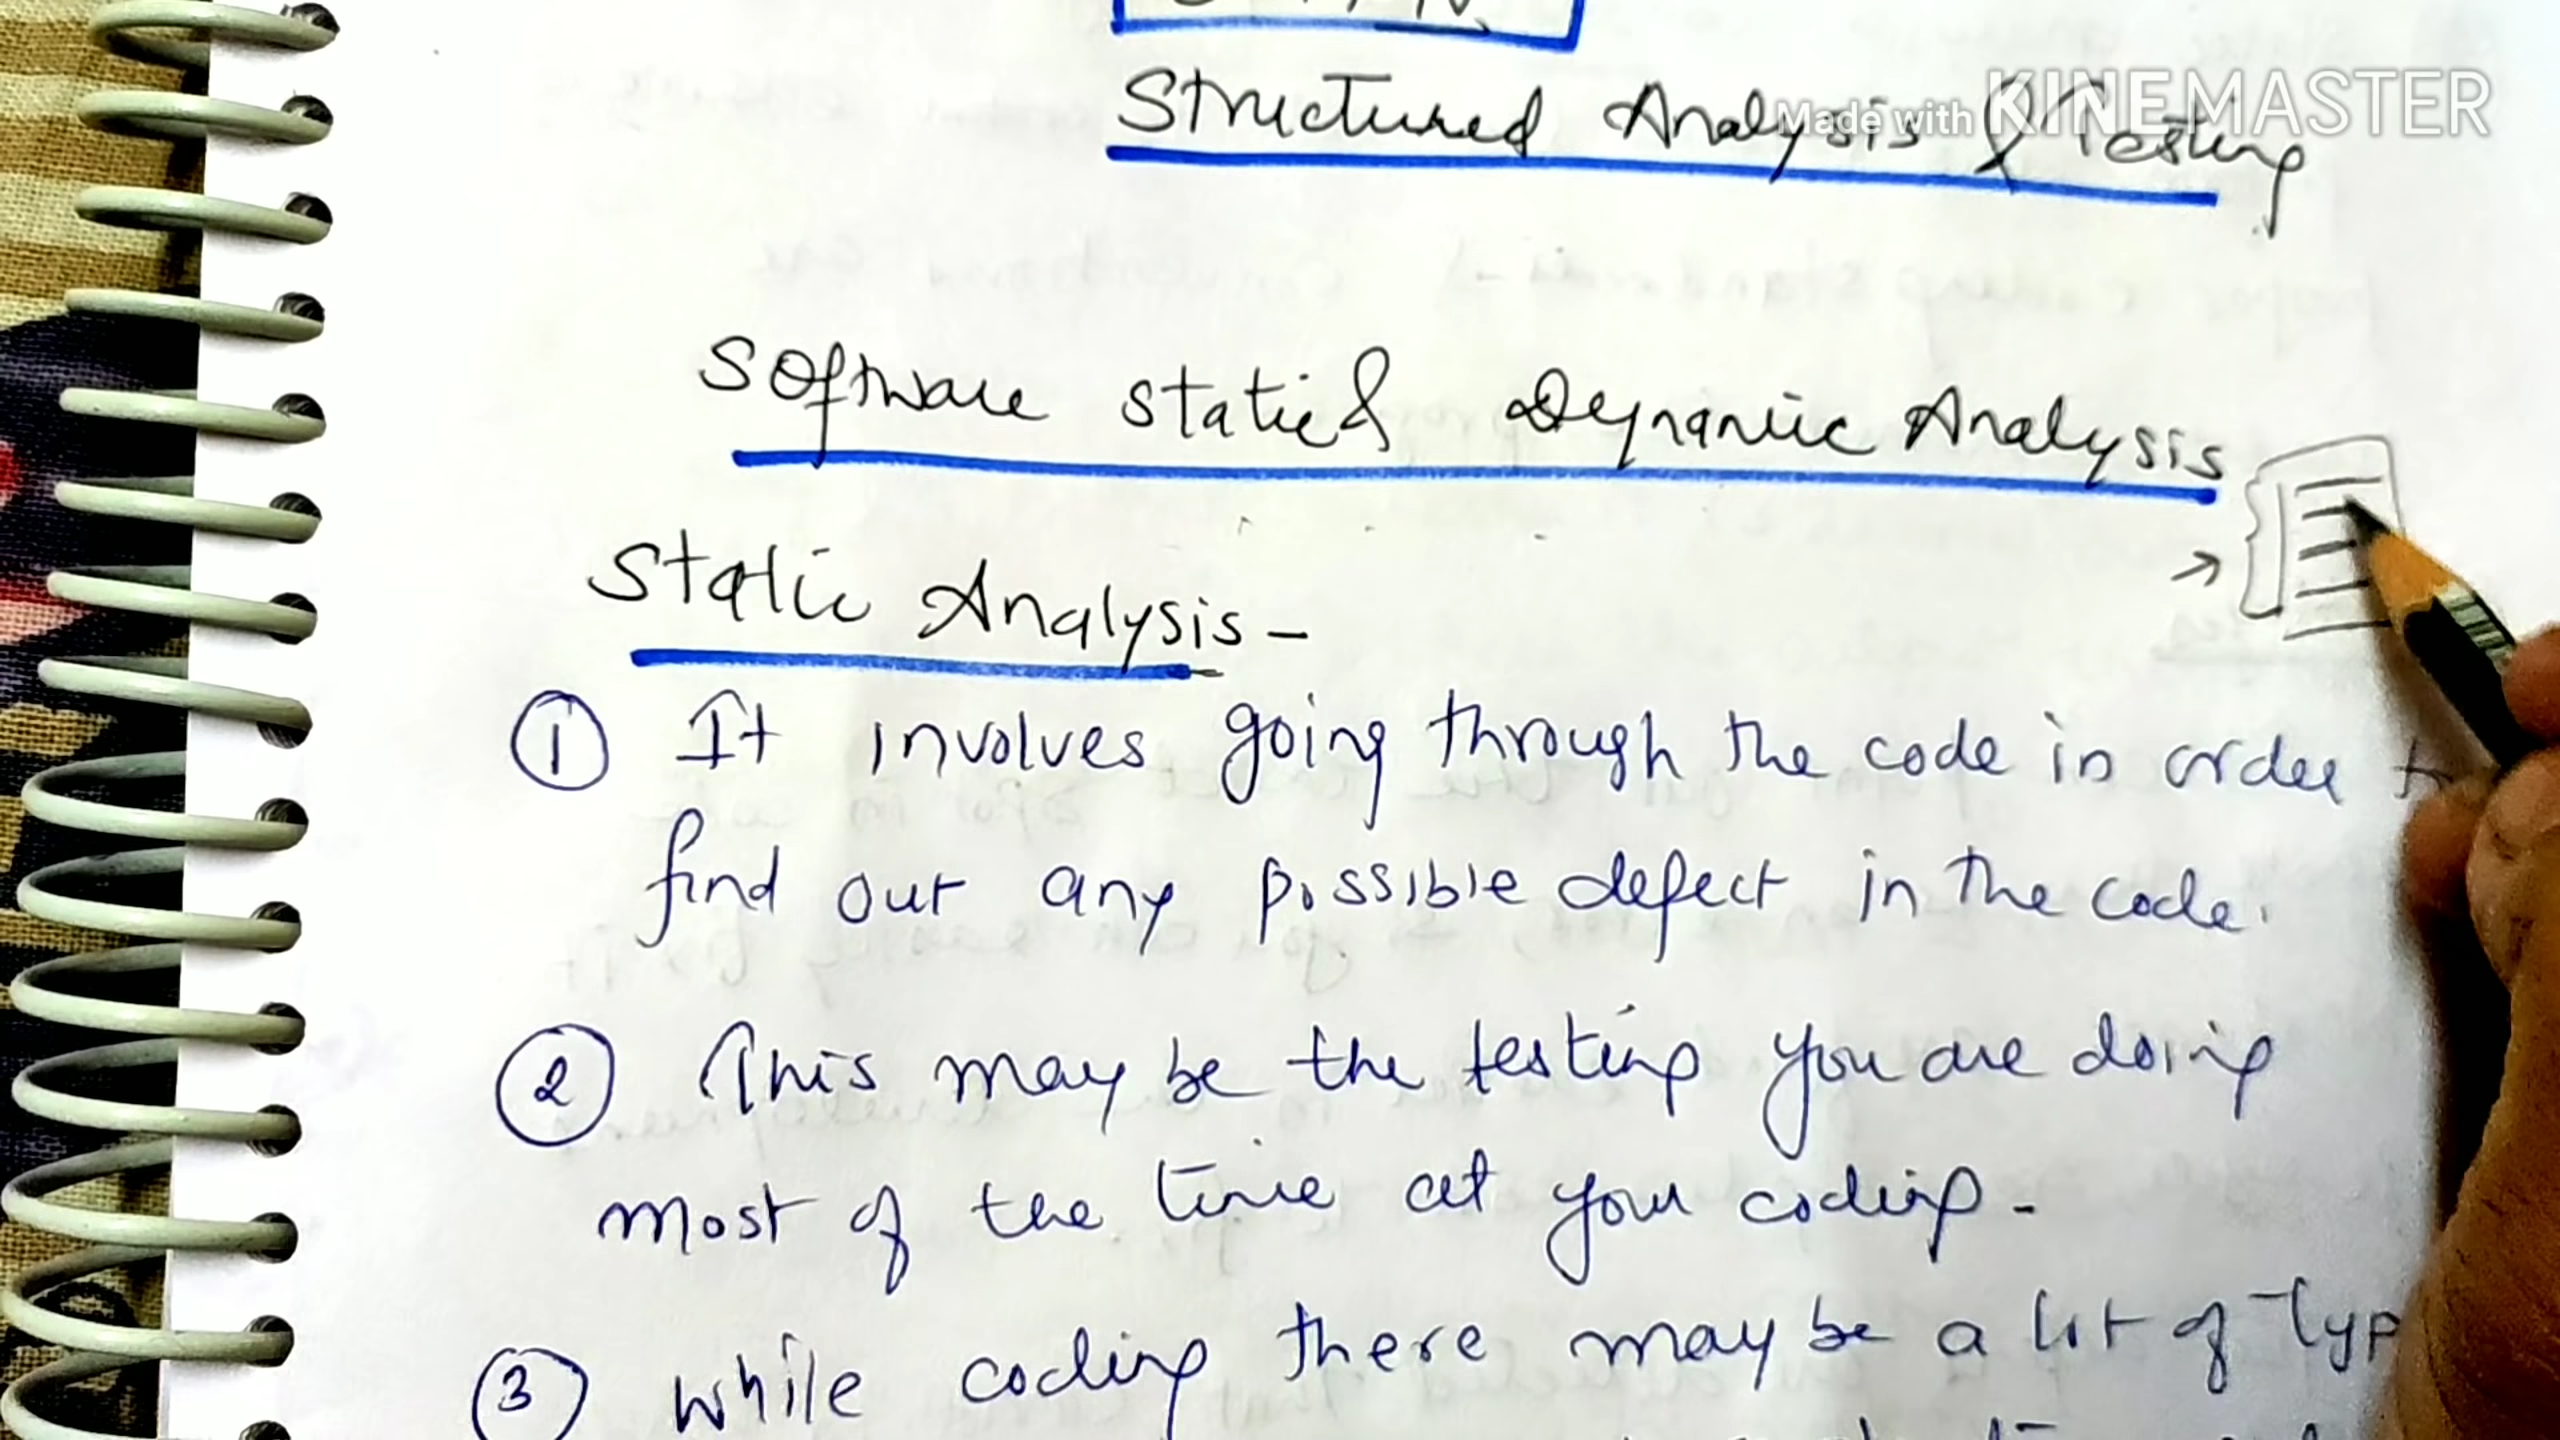 Structured Analysis & Testing
Made with KINEMASTER
Software Static & Dynamic Analysis
Static Analysis -
① It involves going through the code in order
find out any possible defect in the code.
② This may be the testing you are doing
most of the time at your coding.
③ While coding there may be a lot of typ